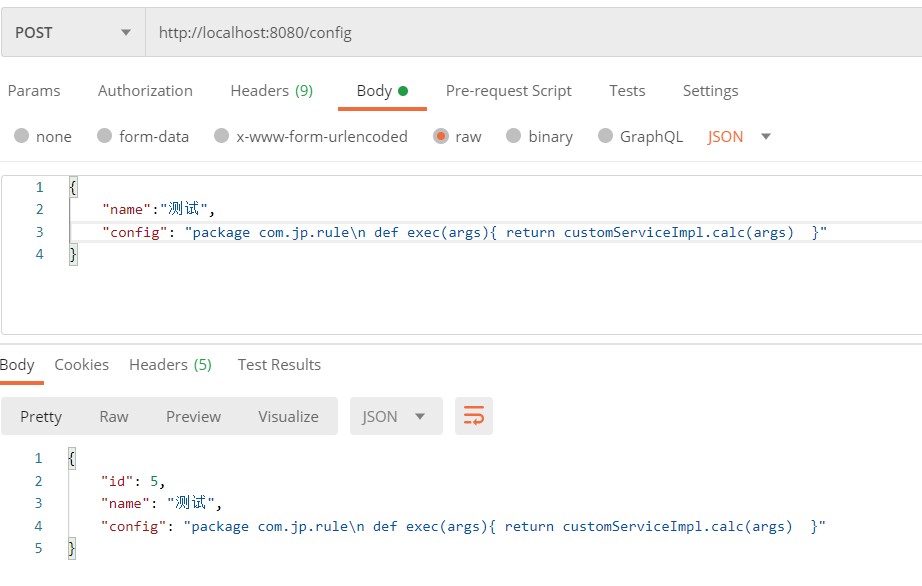 POST http://localhost:8080/config
Params Authorization Headers (9) Body Pre-request Script Tests Settings
none form-data x-www-form-urlencoded raw binary GraphQL JSON
1 {
2 "name":"测试",
3 "config": "package com.jp.rule\n def exec(args){ return customServiceImpl.calc(args)  }"
4 }
Body Cookies Headers (5) Test Results
Pretty Raw Preview Visualize JSON
1 {
2 "id": 5,
3 "name": "测试",
4 "config": "package com.jp.rule\n def exec(args){ return customServiceImpl.calc(args)  }"
5 }